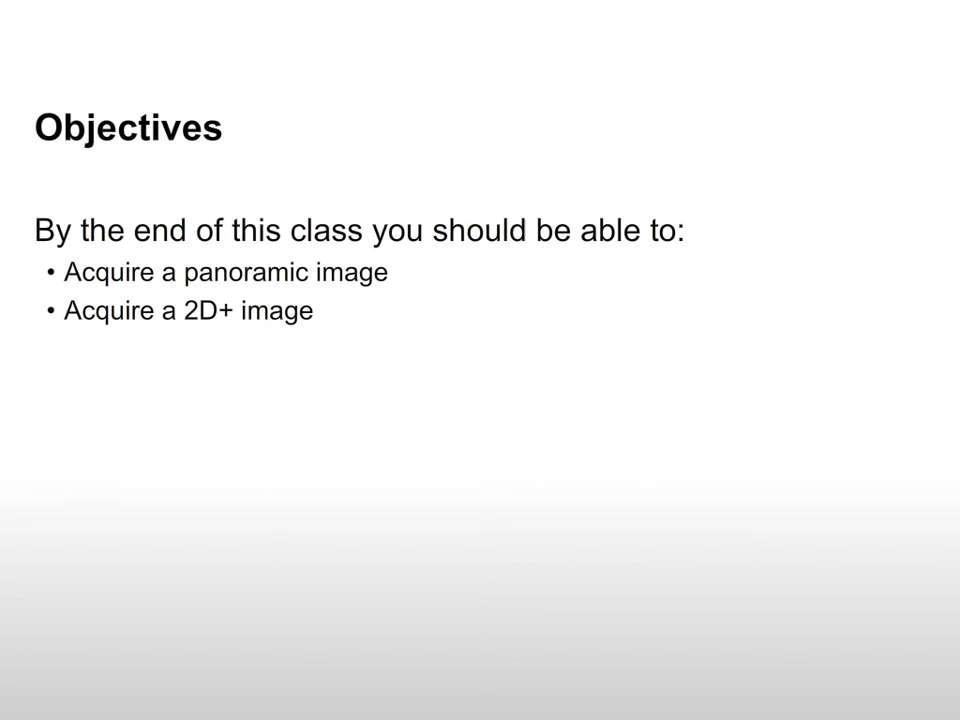 Objectives
By the end of this class you should be able to:
• Acquire a panoramic image
• Acquire a 2D+ image